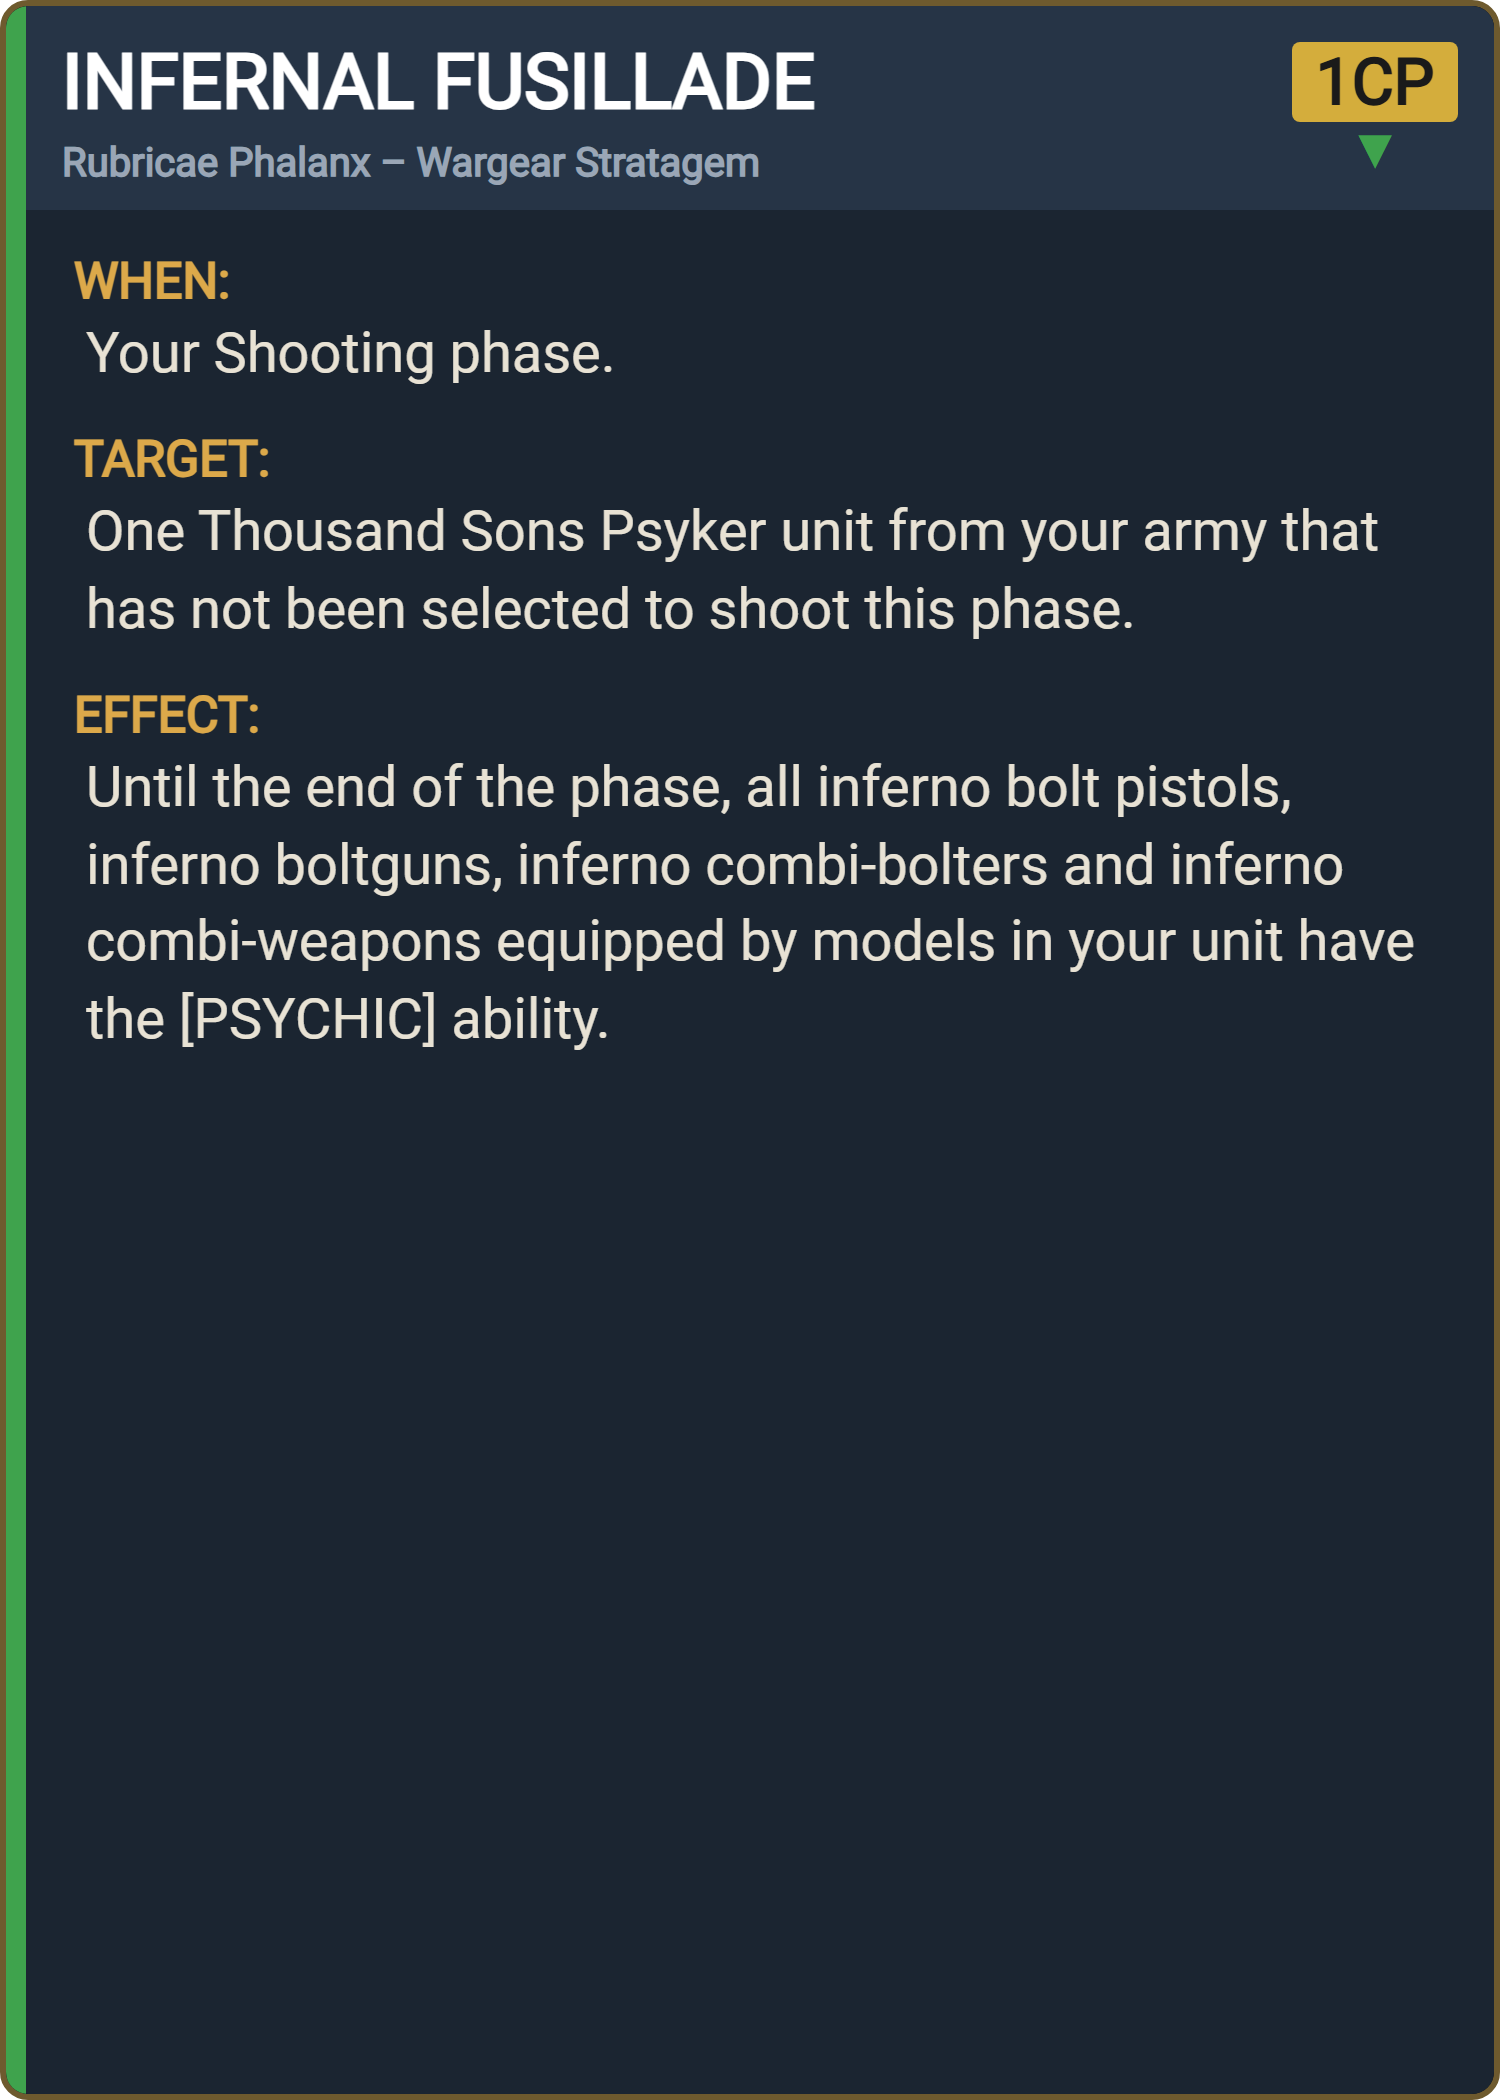 INFERNAL FUSILLADE
1CP
Rubricae Phalanx – Wargear Stratagem
WHEN:
Your Shooting phase.
TARGET:
One Thousand Sons Psyker unit from your army that
has not been selected to shoot this phase.
EFFECT:
Until the end of the phase, all inferno bolt pistols,
inferno boltguns, inferno combi-bolters and inferno
combi-weapons equipped by models in your unit have
the [PSYCHIC] ability.